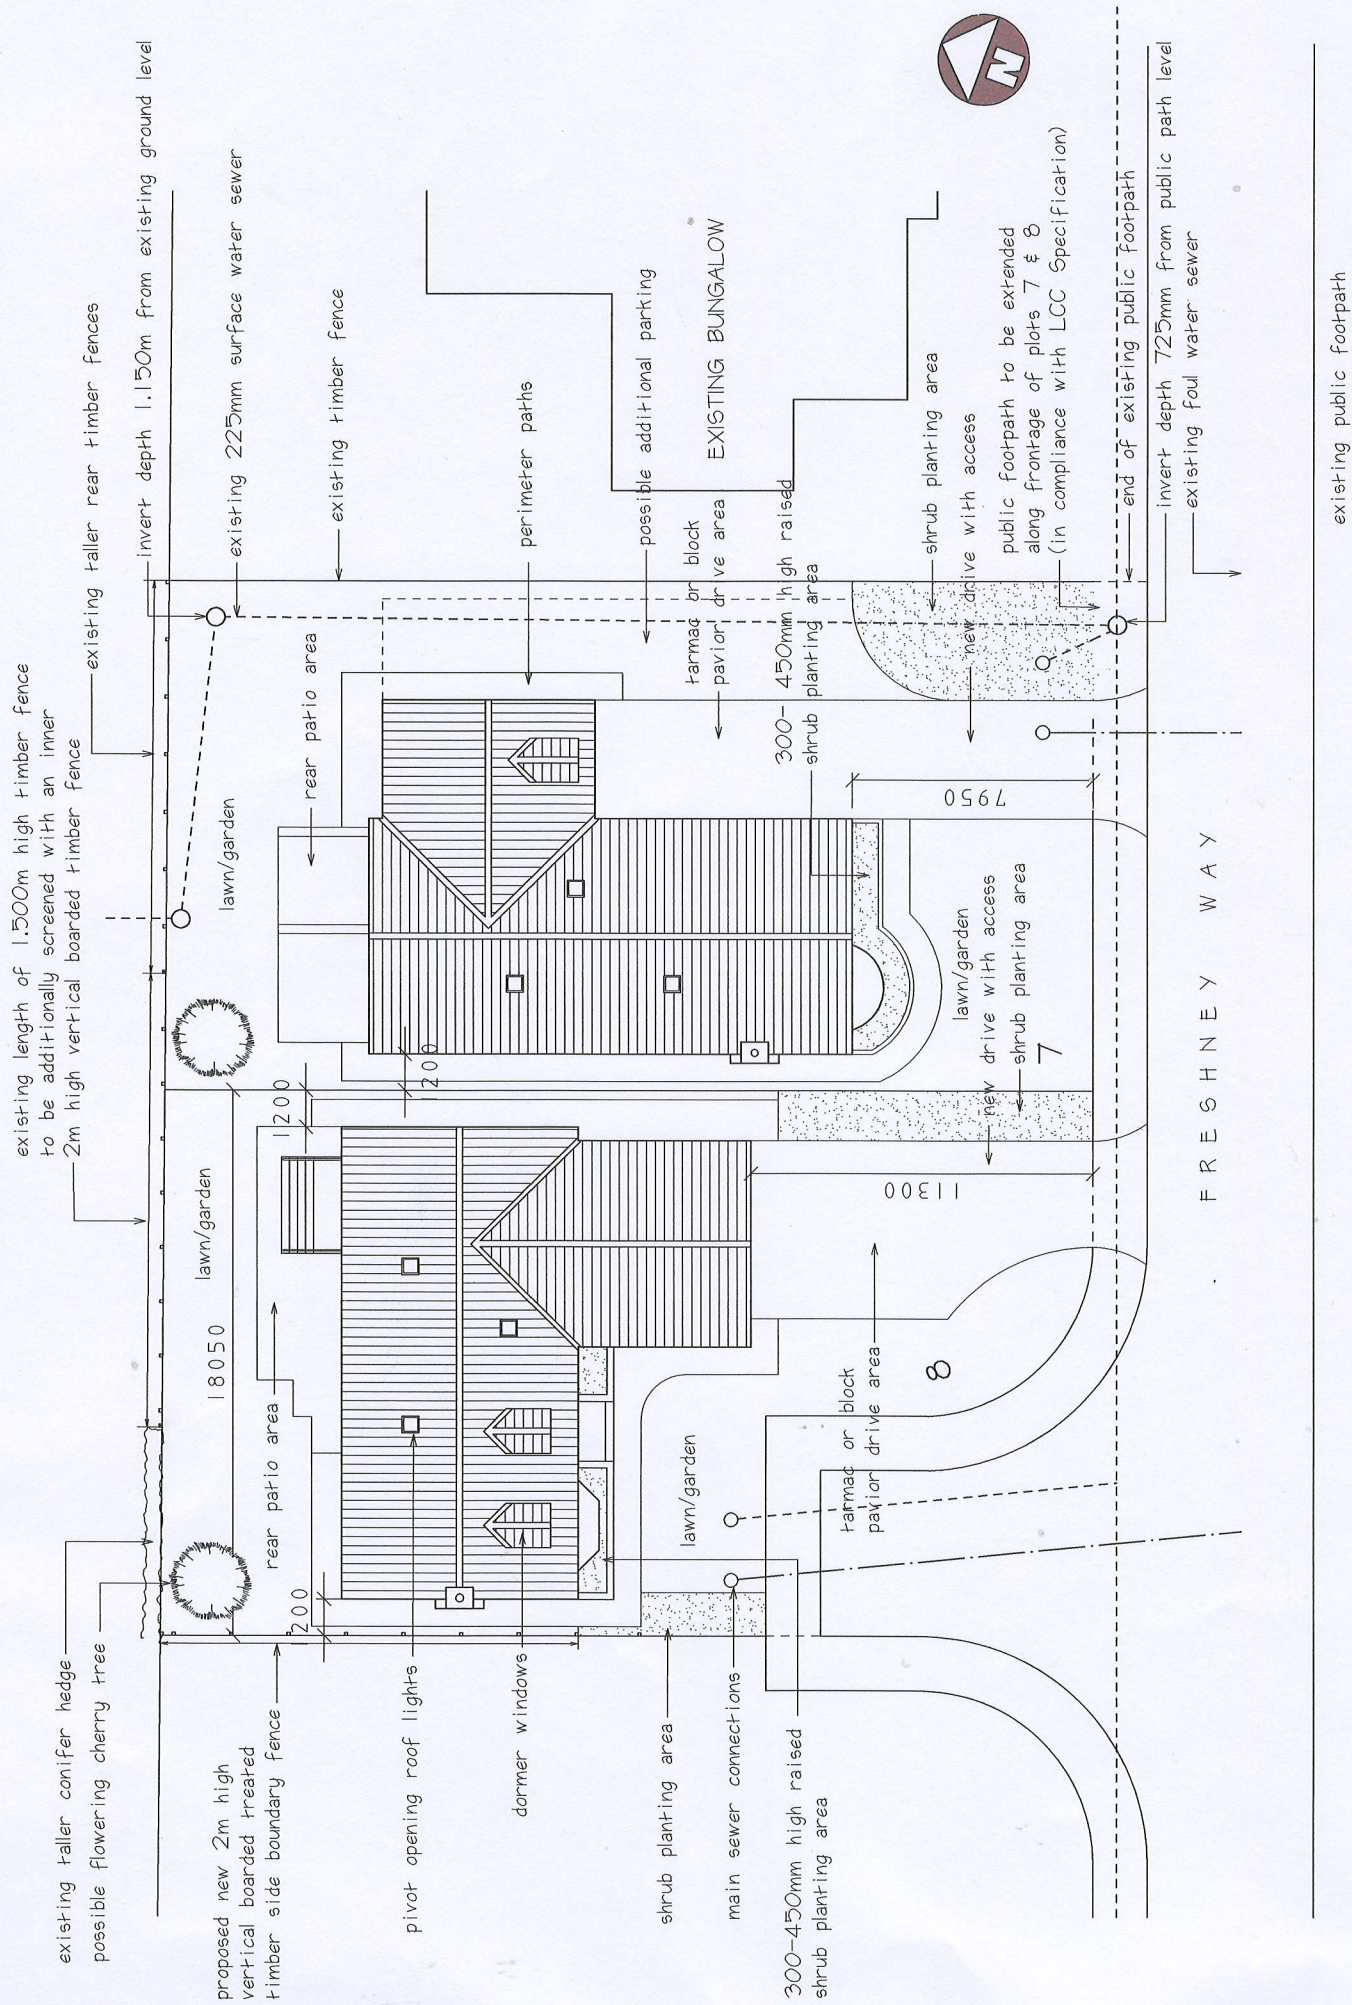 existing taller conifer hedge
possible flowering cherry tree
existing length of 1.500m high timber fence
to be additionally screened with an inner
2m high vertical boarded timber fence
existing taller rear timber fences
invert depth 1.150m from existing ground level
existing 225mm surface water sewer
proposed new 2m high
vertical boarded treated
timber side boundary fence
lawn/garden
18050
lawn/garden
existing timber fence
rear patio area
1200
1200
rear patio area
1200
perimeter paths
pivot opening roof lights
dormer windows
possible additional parking
shrub planting area
lawn/garden
tarmac or block
pavior drive area
EXISTING BUNGALOW
main sewer connections
300-450mm high raised
shrub planting area
300-450mm high raised
shrub planting area
tarmac or block
pavior drive area
8
11300
7950
lawn/garden
new drive with access
shrub planting area
7
shrub planting area
new drive with access
public footpath to be extended
along frontage of plots 7 & 8
(in compliance with LCC Specification)
end of existing public footpath
invert depth 725mm from public path level
existing foul water sewer
FRESHNEY WAY
existing public footpath
N